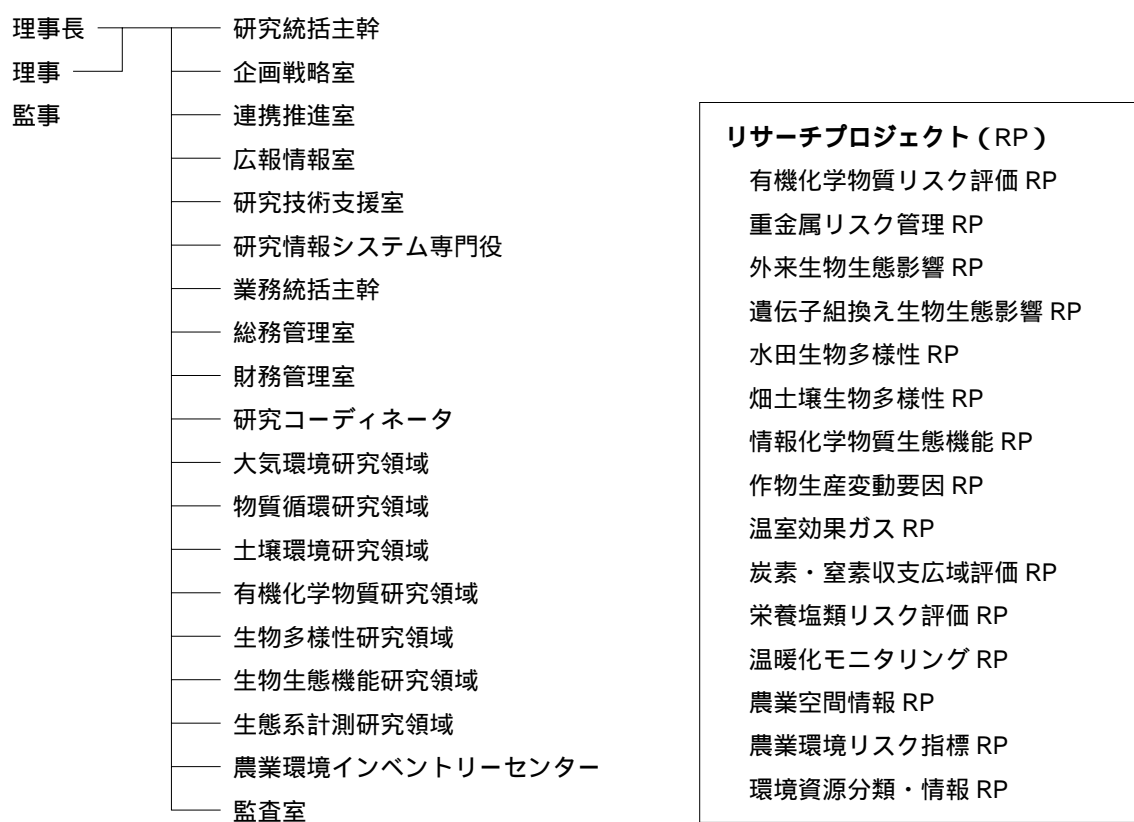 理事長
理事
監事
研究統括主幹
企画戦略室
連携推進室
広報情報室
研究技術支援室
研究情報システム専門役
業務統括主幹
総務管理室
財務管理室
研究コーディネータ
大気環境研究領域
物質循環研究領域
土壌環境研究領域
有機化学物質研究領域
生物多様性研究領域
生物生態機能研究領域
生態系計測研究領域
農業環境インベントリーセンター
監査室
リサーチプロジェクト(RP)
有機化学物質リスク評価 RP
重金属リスク管理 RP
外来生物生態影響 RP
遺伝子組換え生物生態影響 RP
水田生物多様性 RP
畑土壌生物多様性 RP
情報化学物質生態機能 RP
作物生産変動要因 RP
温室効果ガス RP
炭素・窒素収支広域評価 RP
栄養塩類リスク評価 RP
温暖化モニタリング RP
農業空間情報 RP
農業環境リスク指標 RP
環境資源分類・情報 RP